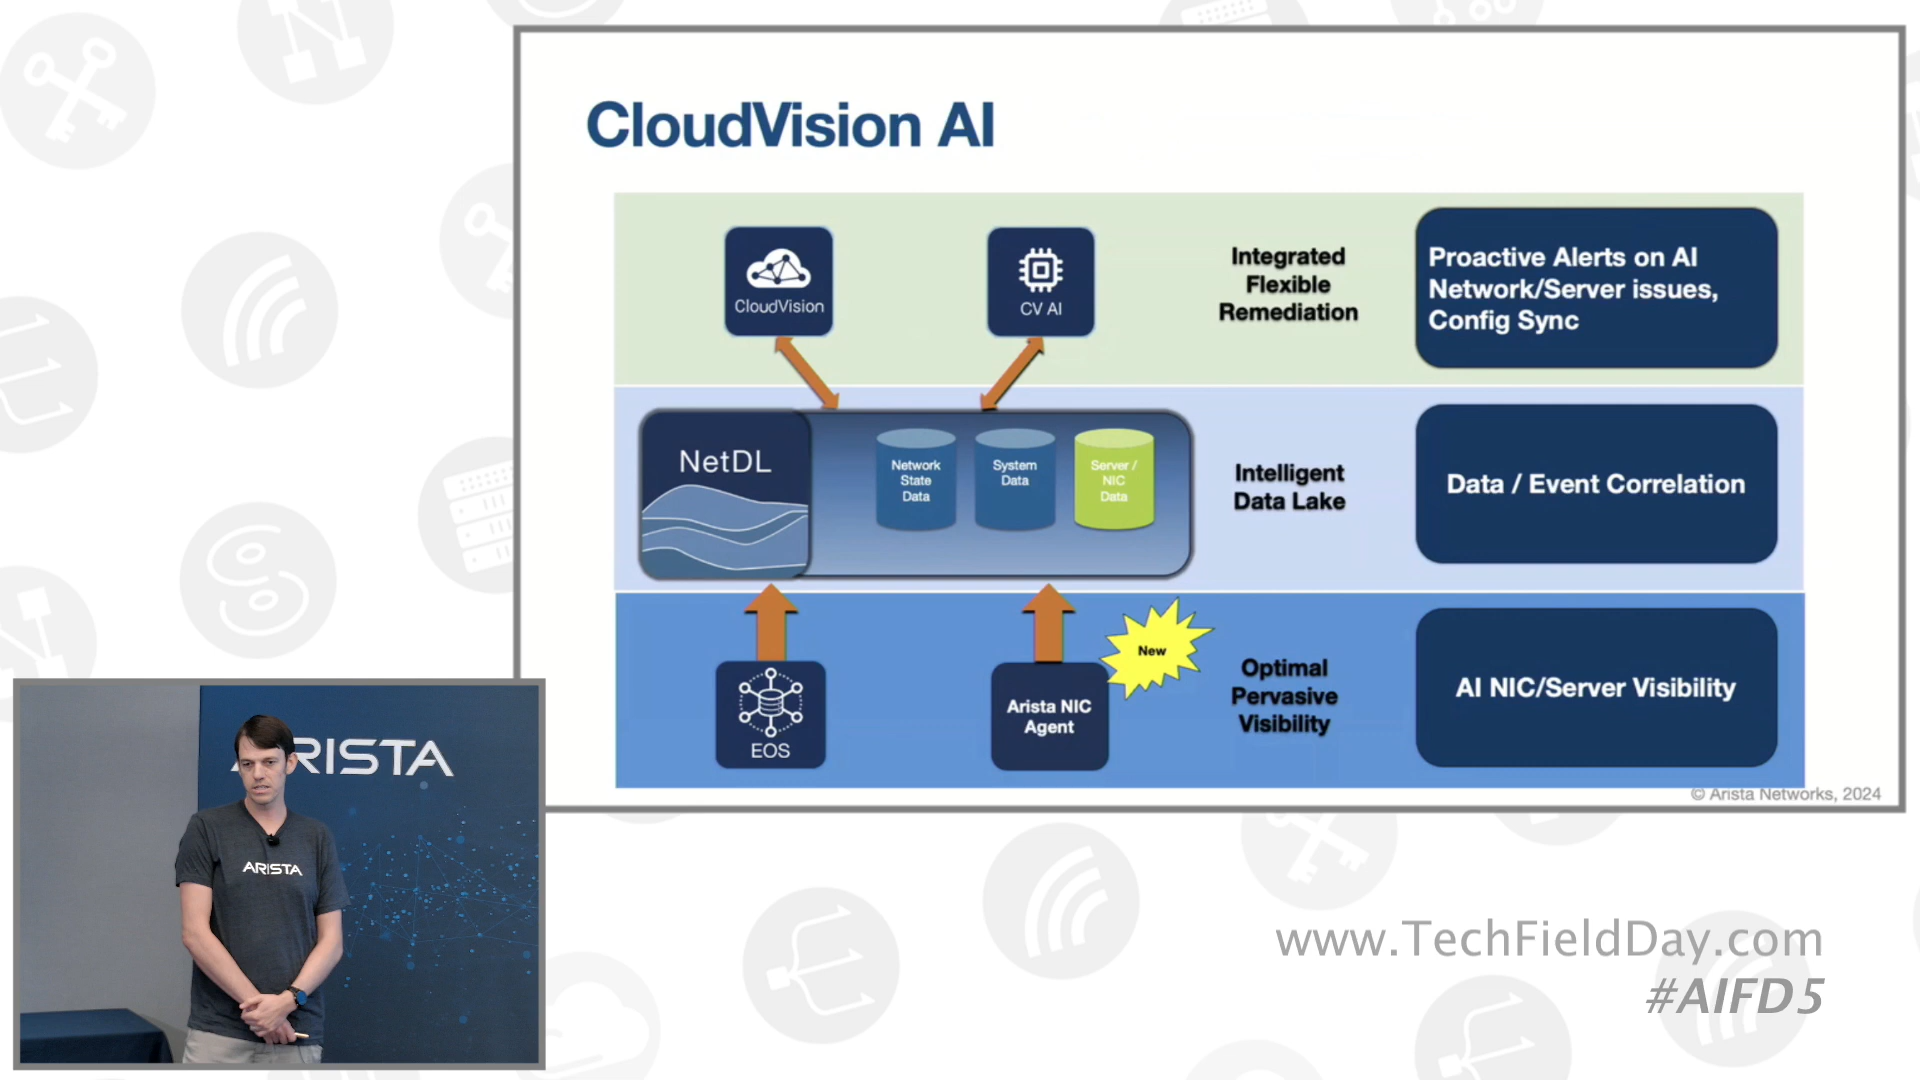 CloudVision AI
CloudVision
CV AI
Integrated
Flexible
Remediation
Proactive Alerts on AI
Network/Server issues,
Config Sync
NetDL
Network
State
Data
System
Data
Server /
NIC
Data
Intelligent
Data Lake
Data / Event Correlation
EOS
Arista NIC
Agent
New
Optimal
Pervasive
Visibility
AI NIC/Server Visibility
© Arista Networks, 2024
ARISTA
ARISTA
www.TechFieldDay.com
#AIFD5